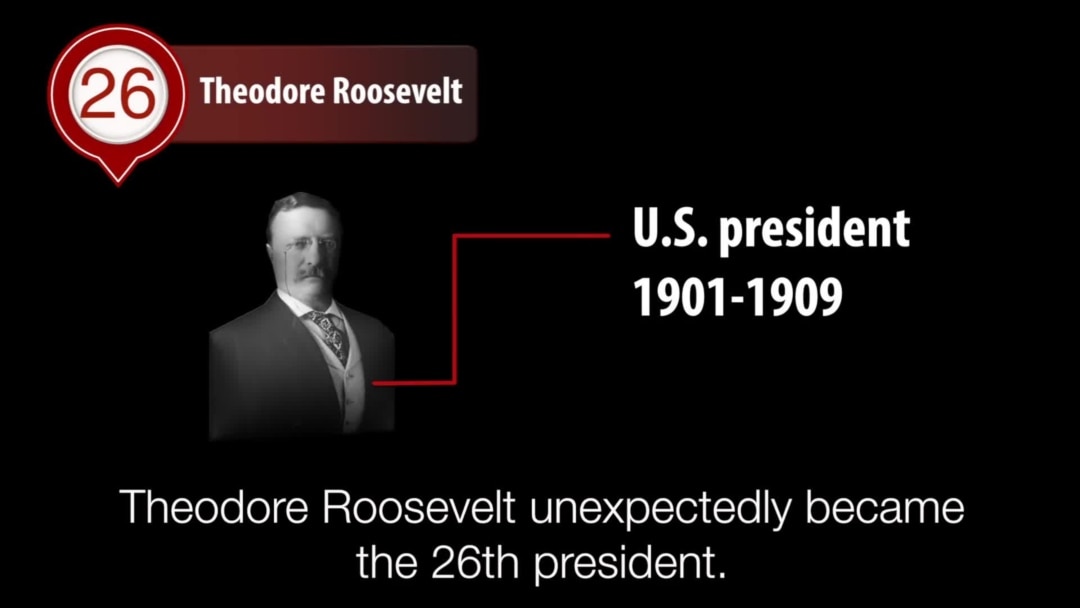 26
Theodore Roosevelt
U.S. president
1901-1909
Theodore Roosevelt unexpectedly became
the 26th president.